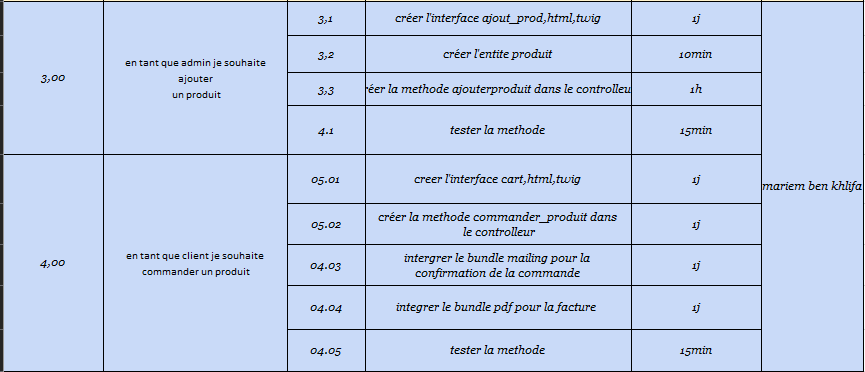 3,00
en tant que admin je souhaite
ajouter
un produit
3,1
créer l'interface ajout_prod,html,twig
1j
3,2
créer l'entite produit
10min
3,3
réer la methode ajouterproduit dans le controlleu
1h
4.1
tester la methode
15min
4,00
en tant que client je souhaite
commander un produit
05.01
creer l'interface cart,html,twig
1j
05.02
créer la methode commander_produit dans
le controlleur
1j
04.03
intergrer le bundle mailing pour la
confirmation de la commande
1j
04.04
integrer le bundle pdf pour la facture
1j
04.05
tester la methode
15min
mariem ben khlifa